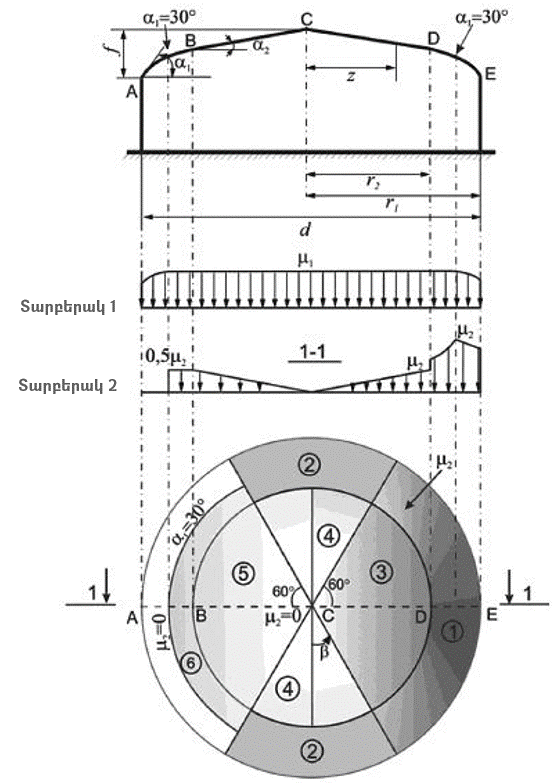 α₁=30° C α₁=30°
B D
f α₂
α₁ z
A E
r₂
r₁
d
μ₁
Տարբերակ 1
0,5μ₂ 1-1 μ₂ μ₂
Տարբերակ 2
2 μ₂
α₁=30° 4
5 3
60° 60°
1 1
A B μ₂=0 C D E
μ₂=0 β 1
6 4
2